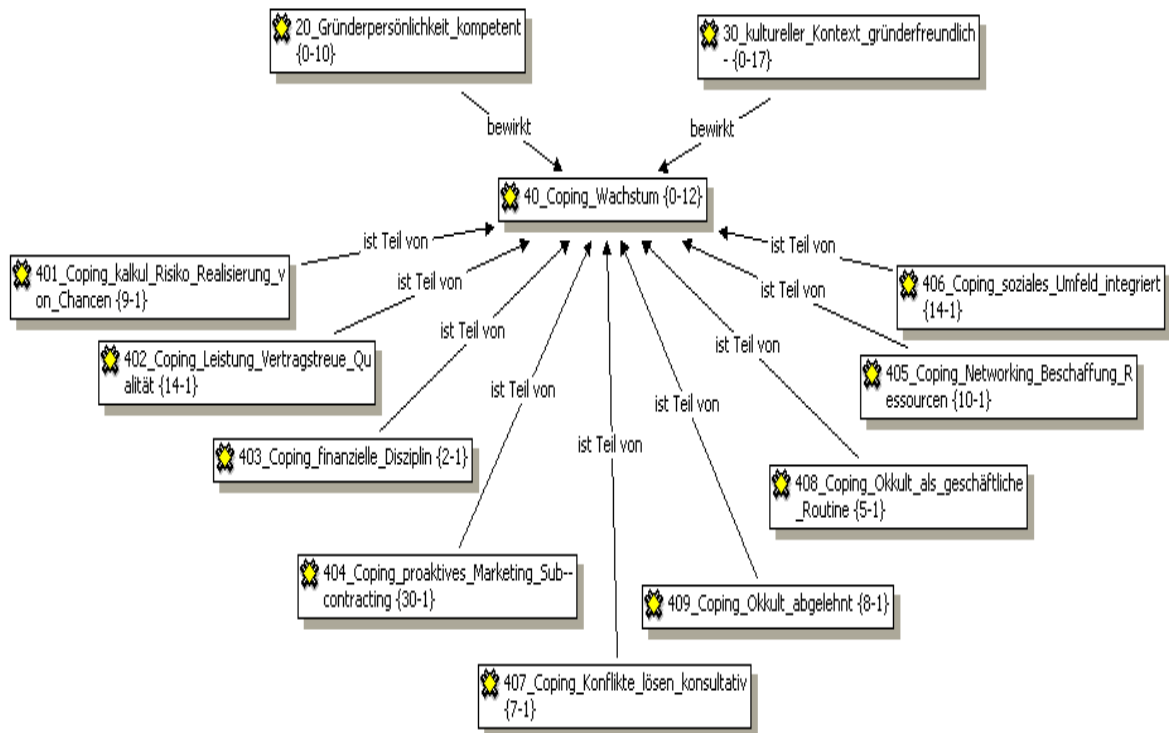 20_Gründerpersönlichkeit_kompetent
{0-10}
30_kultureller_Kontext_gründerfreundlich
- {0-17}
bewirkt
bewirkt
40_Coping_Wachstum {0-12}
ist Teil von
ist Teil von
401_Coping_kalkul_Risiko_Realisierung_v
on_Chancen {9-1}
406_Coping_soziales_Umfeld_integriert
{14-1}
ist Teil von
ist Teil von
402_Coping_Leistung_Vertragstreue_Qu
alität {14-1}
ist Teil von
ist Teil von
405_Coping_Networking_Beschaffung_R
essourcen {10-1}
ist Teil von
ist Teil von
ist Teil von
403_Coping_finanzielle_Disziplin {2-1}
408_Coping_Okkult_als_geschäftliche
_Routine {5-1}
404_Coping_proaktives_Marketing_Sub--
contracting {30-1}
409_Coping_Okkult_abgelehnt {8-1}
407_Coping_Konflikte_lösen_konsultativ
{7-1}